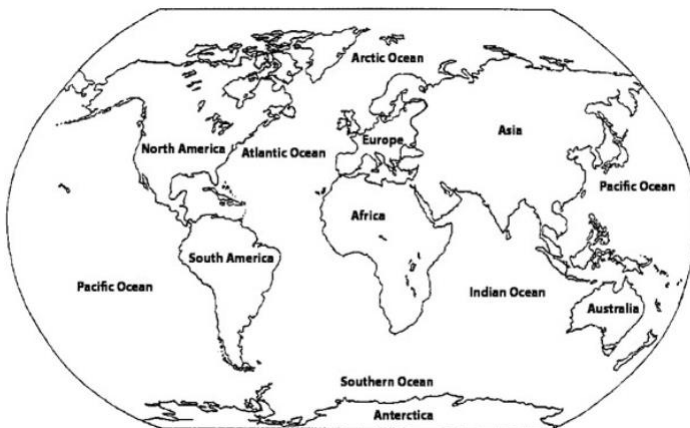 Arctic Ocean
North America
Atlantic Ocean
Europe
Asia
Pacific Ocean
Africa
South America
Pacific Ocean
Indian Ocean
Australia
Southern Ocean
Anterctica